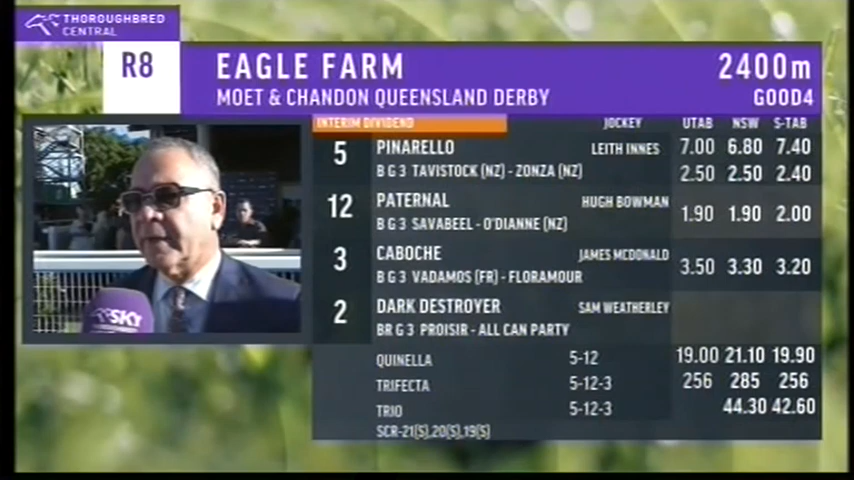 THOROUGHBRED
CENTRAL
R8
EAGLE FARM
2400m
MOET & CHANDON QUEENSLAND DERBY
GOOD4
INTERIM DIVIDEND JOCKEY UTAB NSW S-TAB
5 PINARELLO LEITH INNES 7.00 6.80 7.40
B G 3 TAVISTOCK (NZ) - ZONZA (NZ) 2.50 2.50 2.40
12 PATERNAL HUGH BOWMAN 1.90 1.90 2.00
B G 3 SAVABEEL - O'DIANNE (NZ)
3 CABOCHE JAMES MCDONALD 3.50 3.30 3.20
B G 3 VADAMOS (FR) - FLORAMOUR
2 DARK DESTROYER SAM WEATHERLEY
BR G 3 PROISIR - ALL CAN PARTY
QUINELLA 5-12 19.00 21.10 19.90
TRIFECTA 5-12-3 256 285 256
TRIO 5-12-3 44.30 42.60
SCR-21(S),20(S),19(S)
SKY